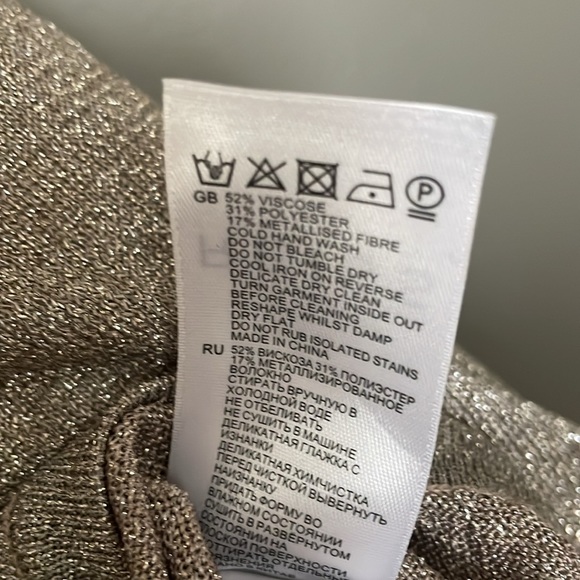 P
GB 52% VISCOSE
31% POLYESTER
17% METALLISED FIBRE
COLD HAND WASH
DO NOT BLEACH
DO NOT TUMBLE DRY
COOL IRON ON REVERSE
DELICATE DRY CLEAN
TURN GARMENT INSIDE OUT
BEFORE CLEANING
RESHAPE WHILST DAMP
DRY FLAT
DO NOT RUB ISOLATED STAINS
MADE IN CHINA
RU 52% ВИСКОЗА 31% ПОЛИЭСТЕР
17% МЕТАЛЛИЗИРОВАННОЕ
ВОЛОКНО
СТИРАТЬ ВРУЧНУЮ В
ХОЛОДНОЙ ВОДЕ
НЕ ОТБЕЛИВАТЬ
НЕ СУШИТЬ В МАШИНЕ
ДЕЛИКАТНАЯ ГЛАЖКА С
ИЗНАНКИ
ДЕЛИКАТНАЯ ХИМЧИСТКА
ПЕРЕД ЧИСТКОЙ ВЫВЕРНУТЬ
НАИЗНАНКУ
ПРИДАТЬ ФОРМУ ВО
ВЛАЖНОМ СОСТОЯНИИ
СУШИТЬ В РАЗВЕРНУТОМ
СОСТОЯНИИ НА
ПЛОСКОЙ ПОВЕРХНОСТИ
ОТТИРАТЬ ОТДЕЛЬНЫЕ